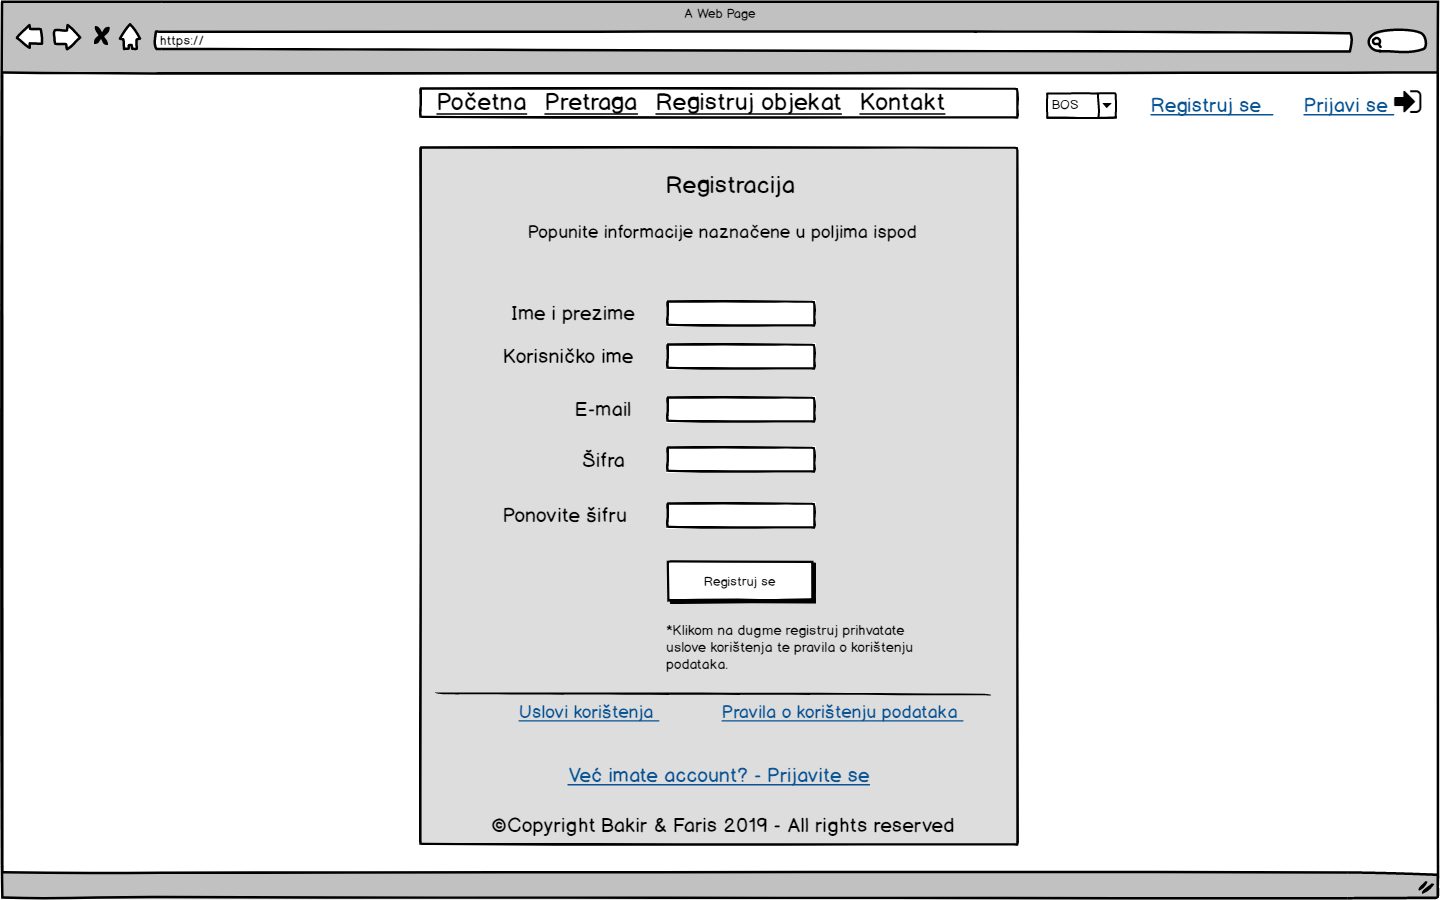 A Web Page
https://
Početna Pretraga Registruj objekat Kontakt BOS Registruj se Prijavi se
Registracija
Popunite informacije naznačene u poljima ispod
Ime i prezime
Korisničko ime
E-mail
Šifra
Ponovite šifru
Registruj se
*Klikom na dugme registruj prihvatate
uslove korištenja te pravila o korištenju
podataka.
Uslovi korištenja Pravila o korištenju podataka
Već imate account? - Prijavite se
©Copyright Bakir & Faris 2019 - All rights reserved